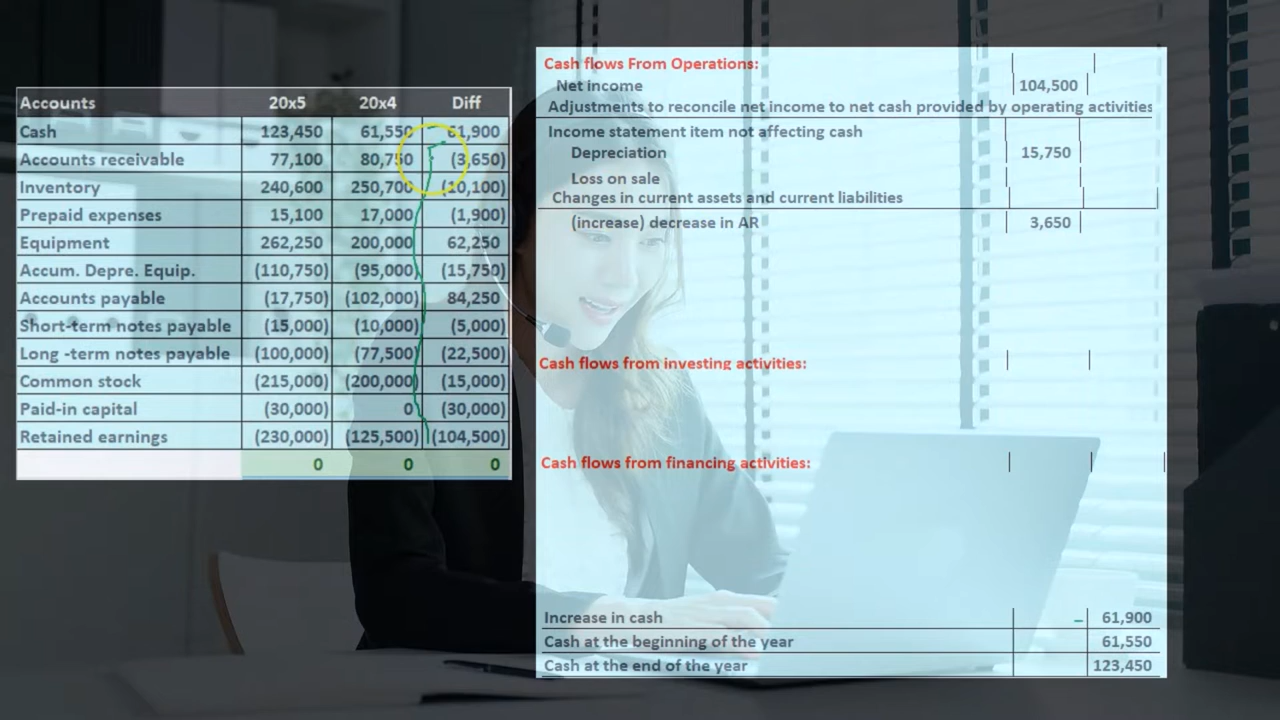 Accounts 20x5 20x4 Diff
Cash 123,450 61,550 61,900
Accounts receivable 77,100 80,750 (3,650)
Inventory 240,600 250,700 (10,100)
Prepaid expenses 15,100 17,000 (1,900)
Equipment 262,250 200,000 62,250
Accum. Depre. Equip. (110,750) (95,000) (15,750)
Accounts payable (17,750) (102,000) 84,250
Short-term notes payable (15,000) (10,000) (5,000)
Long -term notes payable (100,000) (77,500) (22,500)
Common stock (215,000) (200,000) (15,000)
Paid-in capital (30,000) 0 (30,000)
Retained earnings (230,000) (125,500) (104,500)
0 0 0
Cash flows From Operations:
Net income 104,500
Adjustments to reconcile net income to net cash provided by operating activities
Income statement item not affecting cash
Depreciation 15,750
Loss on sale
Changes in current assets and current liabilities
(increase) decrease in AR 3,650
Cash flows from investing activities:
Cash flows from financing activities:
Increase in cash 61,900
Cash at the beginning of the year 61,550
Cash at the end of the year 123,450